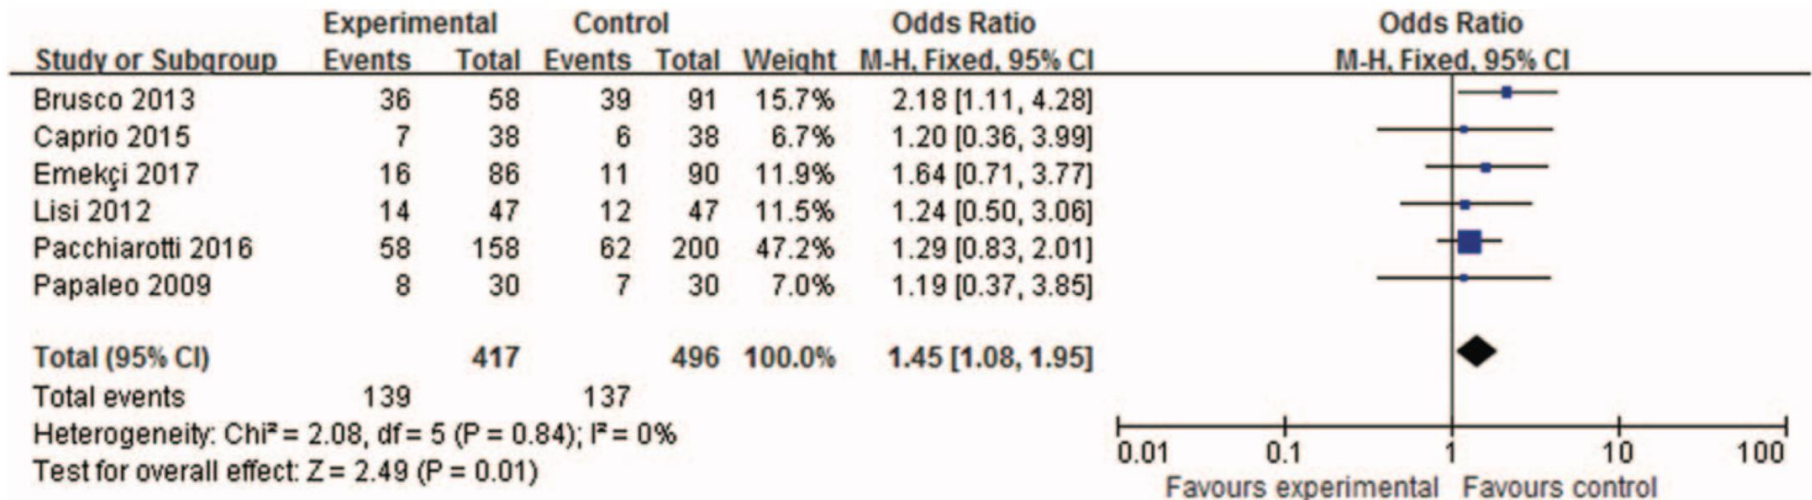 Experimental Control Odds Ratio Odds Ratio
Study or Subgroup Events Total Events Total Weight M-H, Fixed, 95% CI M-H, Fixed, 95% CI
Brusco 2013 36 58 39 91 15.7% 2.18 [1.11, 4.28]
Caprio 2015 7 38 6 38 6.7% 1.20 [0.36, 3.99]
Emekçi 2017 16 86 11 90 11.9% 1.64 [0.71, 3.77]
Lisi 2012 14 47 12 47 11.5% 1.24 [0.50, 3.06]
Pacchiarotti 2016 58 158 62 200 47.2% 1.29 [0.83, 2.01]
Papaleo 2009 8 30 7 30 7.0% 1.19 [0.37, 3.85]
Total (95% CI) 417 496 100.0% 1.45 [1.08, 1.95]
Total events 139 137
Heterogeneity: Chi² = 2.08, df = 5 (P = 0.84); I² = 0%
Test for overall effect: Z = 2.49 (P = 0.01)
0.01 0.1 1 10 100
Favours experimental Favours control